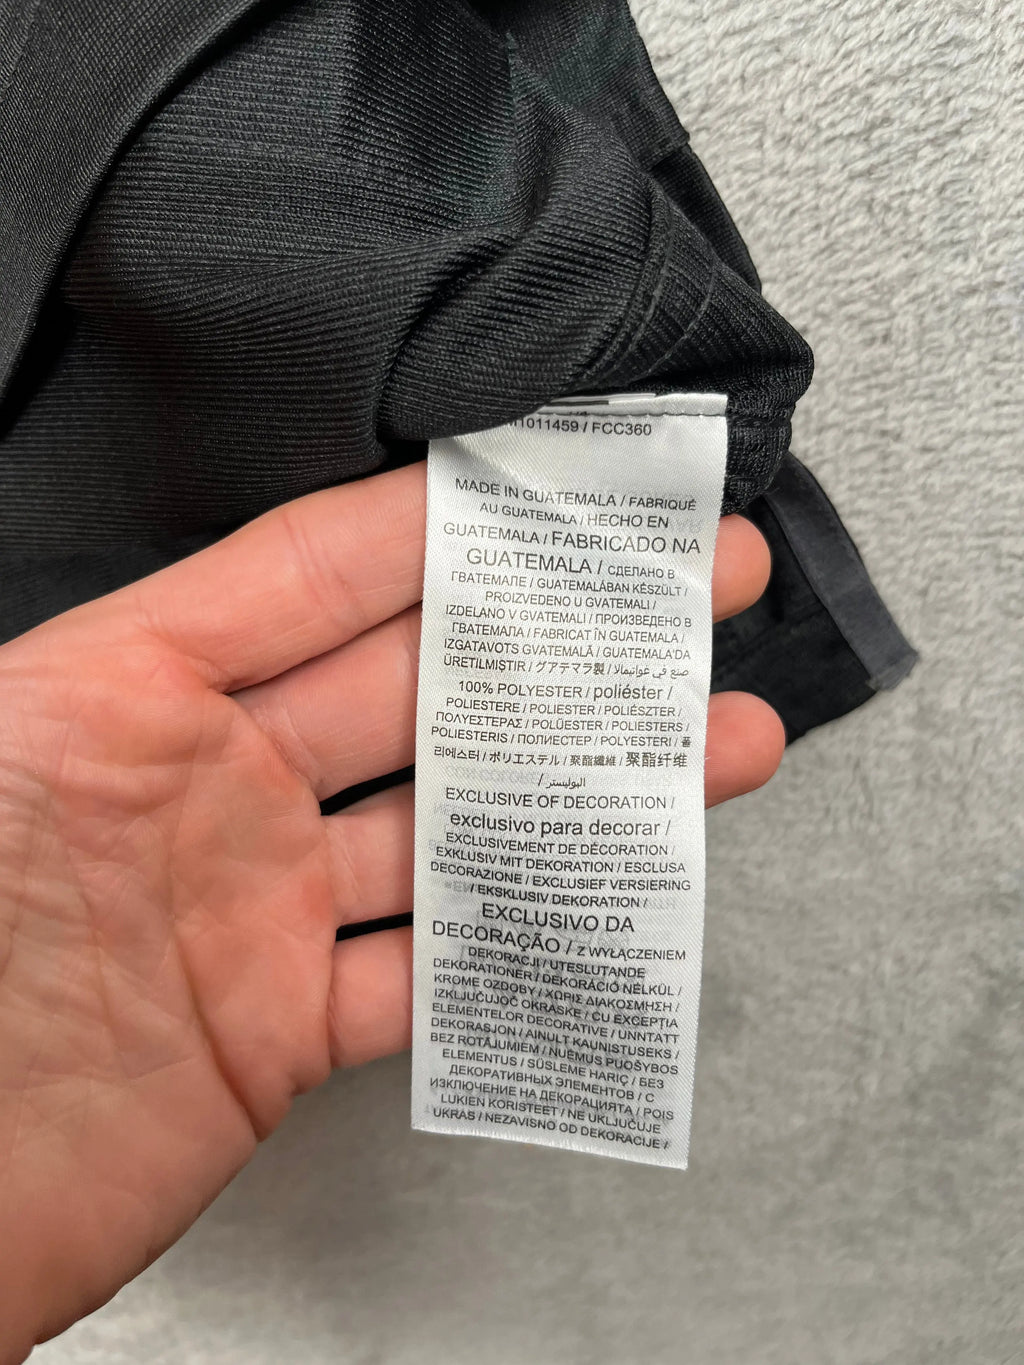 1011459 / FCC360
MADE IN GUATEMALA / FABRIQUÉ
AU GUATEMALA / HECHO EN
GUATEMALA / FABRICADO NA
GUATEMALA / СДЕЛАНО В
ГВАТЕМАЛЕ / GUATEMALÁBAN KÉSZÜLT /
PROIZVEDENO U GVATEMALI /
IZDELANO V GVATEMALI / ПРОИЗВЕДЕНО В
ГВАТЕМАЛА / FABRICAT ÎN GUATEMALA /
IZGATAVOTS GVATEMALĀ / GUATEMALA'DA
ÜRETILMIŞTIR / グアテマラ製 / صنع في غواتيمالا /
100% POLYESTER / poliéster /
POLIESTERE / POLIESTER / POLIÉSZTER /
ΠΟΛΥΕΣΤΕΡΑΣ / POLÜESTER / POLIESTERS /
POLIESTERIS / ПОЛИЕСТЕР / POLYESTERI / 폴
리에스터 / ポリエステル / 聚酯纖維 / 聚酯纤维
/ البوليستر /
EXCLUSIVE OF DECORATION /
exclusivo para decorar /
EXCLUSIVEMENT DE DÉCORATION /
EXKLUSIV MIT DEKORATION / ESCLUSA
DECORAZIONE / EXCLUSIEF VERSIERING
/ EKSKLUSIV DEKORATION /
EXCLUSIVO DA
DECORAÇÃO / Z WYŁĄCZENIEM
DEKORACJI / UTESLUTANDE
DEKORATIONER / DEKORÁCIÓ NÉLKÜL /
KROME OZDOBY / ΧΩΡΙΣ ΔΙΑΚΟΣΜΗΣΗ /
IZKLJUČUJOČ OKRASKE / CU EXCEPŢIA
ELEMENTELOR DECORATIVE / UNNTATT
DEKORASJON / AINULT KAUNISTUSEKS /
BEZ ROTĀJUMIEM / NUĖMUS PUOŠYBOS
ELEMENTUS / SÜSLEME HARIÇ / БЕЗ
ДЕКОРАТИВНЫХ ЭЛЕМЕНТОВ / С
ИЗКЛЮЧЕНИЕ НА ДЕКОРАЦИЯТА / POIS
LUKIEN KORISTEET / NE UKLJUČUJE
UKRAS / NEZAVISNO OD DEKORACIJE /